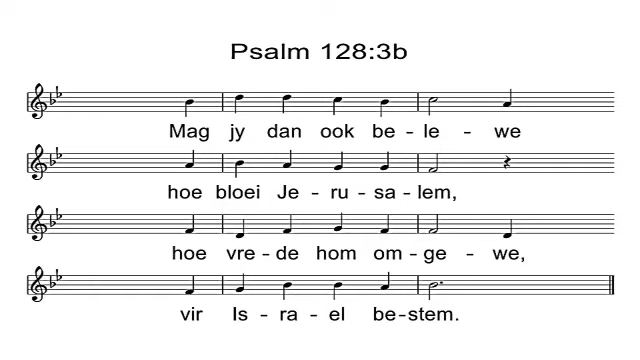 Psalm 128:3b
Mag jy dan ook be - le - we
hoe bloei Je - ru - sa - lem,
hoe vre - de hom om - ge - we,
vir Is - ra - el be - stem.